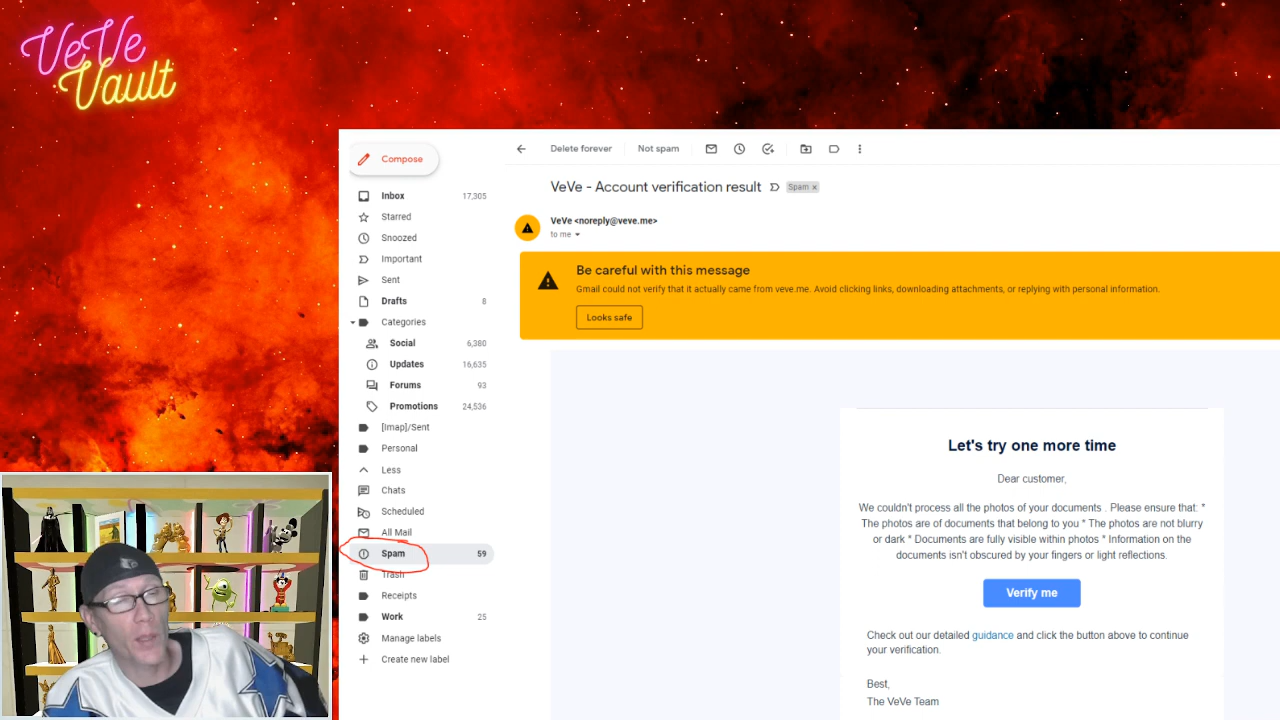 VeVe
Vault
Compose
Delete forever
Not spam
VeVe - Account verification result
Spam x
Inbox 17,305
Starred
Snoozed
Important
Sent
Drafts 8
Categories
Social 6,380
Updates 16,635
Forums 93
Promotions 24,536
[Imap]/Sent
Personal
Less
Chats
Scheduled
All Mail
Spam 59
Trash
Receipts
Work 25
Manage labels
Create new label
VeVe <noreply@veve.me>
to me
Be careful with this message
Gmail could not verify that it actually came from veve.me. Avoid clicking links, downloading attachments, or replying with personal information.
Looks safe
Let's try one more time
Dear customer,
We couldn't process all the photos of your documents . Please ensure that: *
The photos are of documents that belong to you * The photos are not blurry
or dark * Documents are fully visible within photos * Information on the
documents isn't obscured by your fingers or light reflections.
Verify me
Check out our detailed guidance and click the button above to continue
your verification.
Best,
The VeVe Team